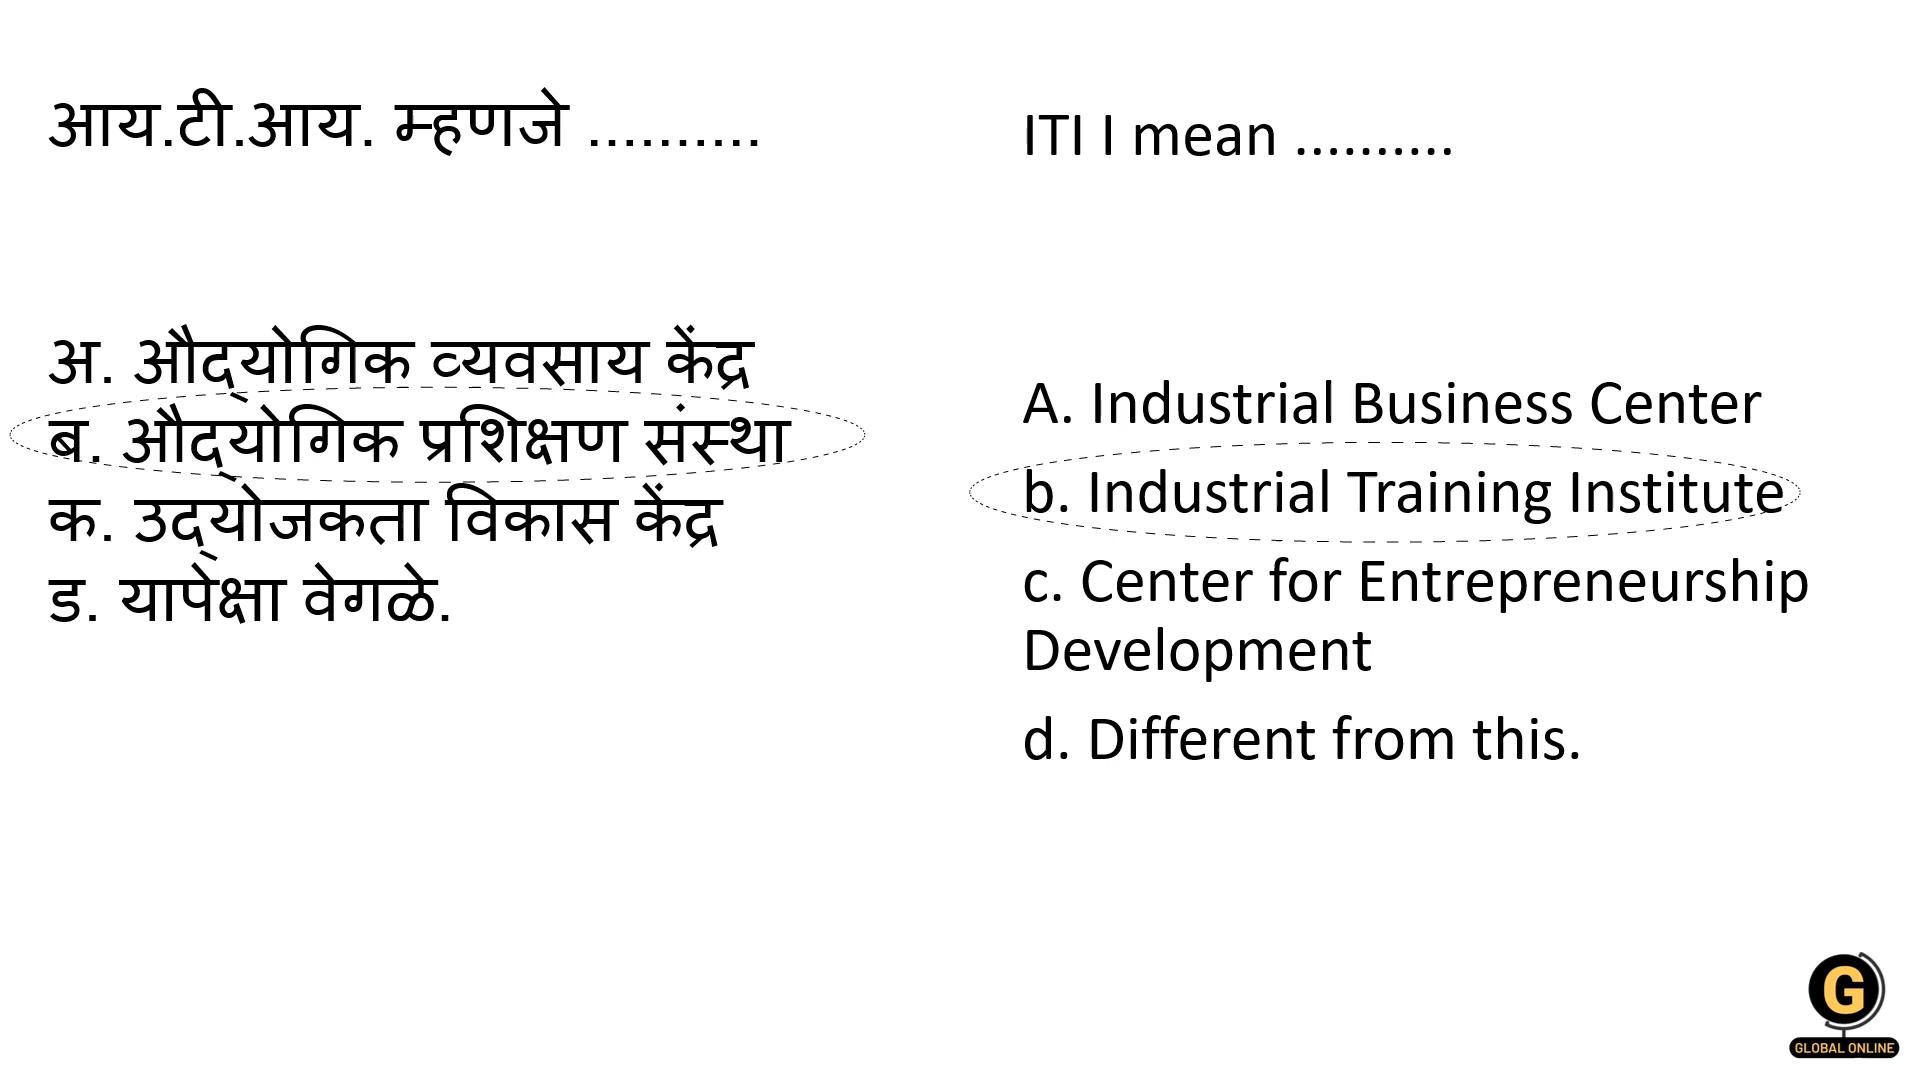 आय.टी.आय. म्हणजे ..........
अ. औद्योगिक व्यवसाय केंद्र
ब. औद्योगिक प्रशिक्षण संस्था
क. उद्योजकता विकास केंद्र
ड. यापेक्षा वेगळे.
ITI I mean ..........
A. Industrial Business Center
b. Industrial Training Institute
c. Center for Entrepreneurship
Development
d. Different from this.
G
GLOBAL ONLINE